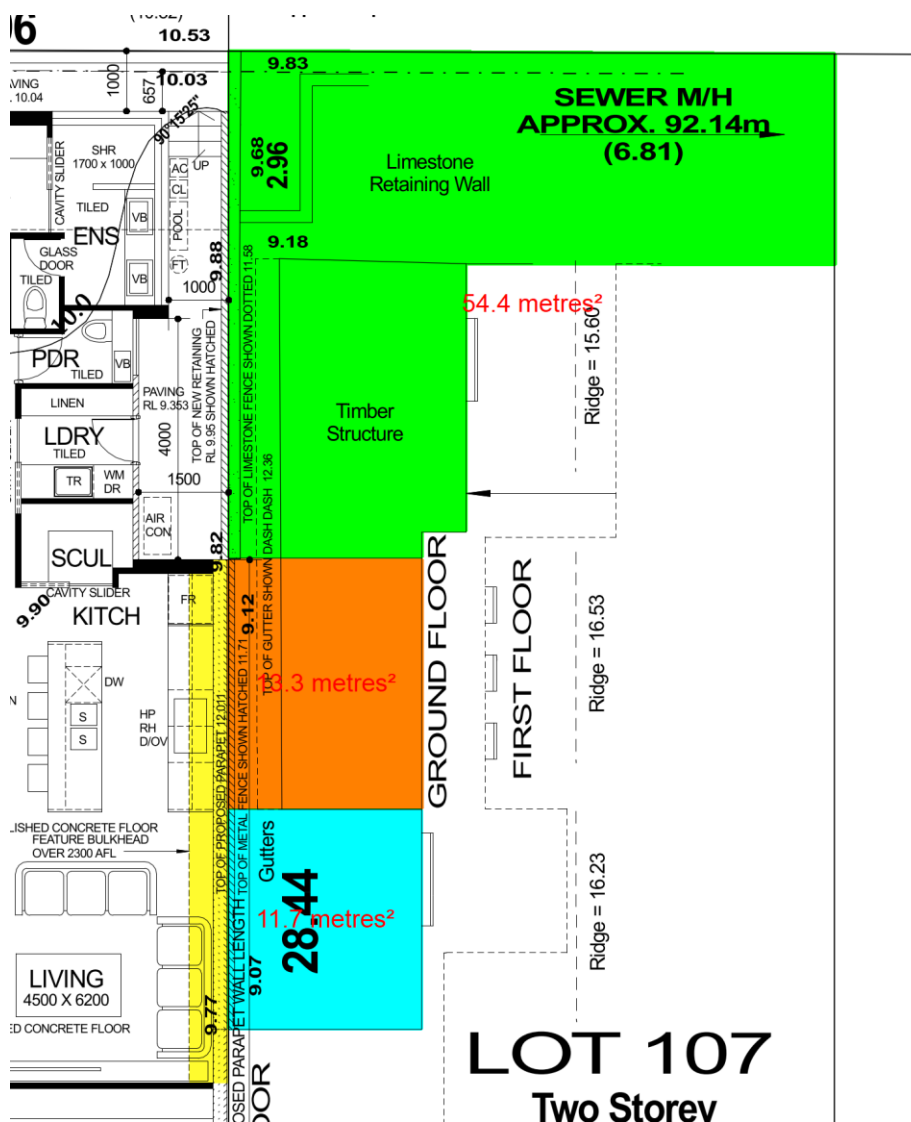 10.53
10.03
1000
657
10.04
90°15'25"
SHR
1700 x 1000
CAVITY SLIDER
TILED
VB
ENS
GLASS
DOOR
TILED
VB
10.0
UP
AC
CL
POOL
FT
9.88
1000
9.83
9.68
2.96
Limestone
Retaining Wall
SEWER M/H
APPROX. 92.14m
(6.81)
9.18
54.4 metres²
Ridge = 15.60
PDR
TILED
VB
LINEN
LDRY
TILED
TR
WM
DR
PAVING
RL 9.353
4000
TOP OF NEW RETAINING
RL 9.95 SHOWN HATCHED
1500
AIR
CON
TOP OF LIMESTONE FENCE SHOWN DOTTED 11.58
TOP OF GUTTER SHOWN DASH DASH 12.36
Timber
Structure
SCUL
9.82
CAVITY SLIDER
9.90
KITCH
FR
9.12
DW
S
S
HP
RH
D/OV
13.3 metres²
GROUND FLOOR
FIRST FLOOR
Ridge = 16.53
TOP OF PROPOSED PARAPET 12.011
TOP OF METAL FENCE SHOWN HATCHED 11.71
LISHED CONCRETE FLOOR
FEATURE BULKHEAD
OVER 2300 AFL
Gutters
28.44
11.7 metres²
Ridge = 16.23
LIVING
4500 X 6200
ED CONCRETE FLOOR
9.77
9.07
OSED PARAPET WALL LENGTH
OOR
LOT 107
Two Storey